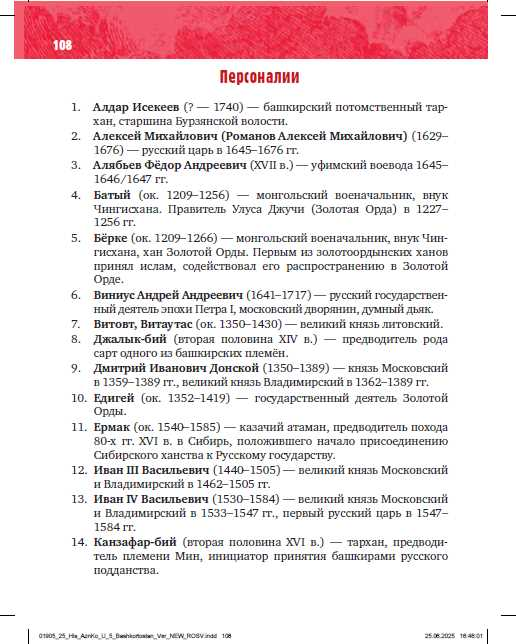 108
Персоналии
1. Алдар Исекеев (? — 1740) — башкирский потомственный тар-
хан, старшина Бурзянской волости.
2. Алексей Михайлович (Романов Алексей Михайлович) (1629–
1676) — русский царь в 1645–1676 гг.
3. Алябьев Фёдор Андреевич (XVII в.) — уфимский воевода 1645–
1646/1647 гг.
4. Батый (ок. 1209–1256) — монгольский военачальник, внук
Чингисхана. Правитель Улуса Джучи (Золотая Орда) в 1227–
1256 гг.
5. Бёрке (ок. 1209–1266) — монгольский военачальник, внук Чин-
гисхана, хан Золотой Орды. Первым из золотоордынских ханов
принял ислам, содействовал его распространению в Золотой
Орде.
6. Виниус Андрей Андреевич (1641–1717) — русский государствен-
ный деятель эпохи Петра I, московский дворянин, думный дьяк.
7. Витовт, Витаутас (ок. 1350–1430) — великий князь литовский.
8. Джалык-бий (вторая половина XIV в.) — предводитель рода
сарт одного из башкирских племён.
9. Дмитрий Иванович Донской (1350–1389) — князь Московский
в 1359–1389 гг., великий князь Владимирский в 1362–1389 гг.
10. Едигей (ок. 1352–1419) — государственный деятель Золотой
Орды.
11. Ермак (ок. 1540–1585) — казачий атаман, предводитель похода
80-х гг. XVI в. в Сибирь, положившего начало присоединению
Сибирского ханства к Русскому государству.
12. Иван III Васильевич (1440–1505) — великий князь Московский
и Владимирский в 1462–1505 гг.
13. Иван IV Васильевич (1530–1584) — великий князь Московский
и Владимирский в 1533–1547 гг., первый русский царь в 1547–
1584 гг.
14. Канзафар-бий (вторая половина XVI в.) — тархан, предводи-
тель племени Мин, инициатор принятия башкирами русского
подданства.
01905_25_His_AznKo_U_5_Bashkortostan_Ver_NEW_ROSV.indd 108
25.08.2025 16:48:01